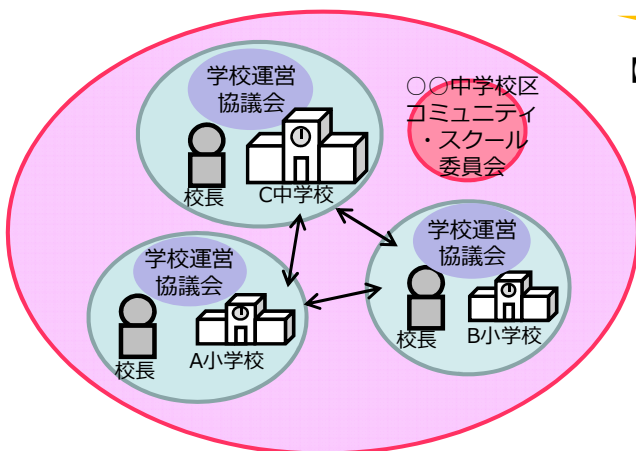 学校運営
協議会
校長
C中学校
○○中学校区
コミュニティ
・スクール
委員会
【
学校運営
協議会
校長
A小学校
学校運営
協議会
校長
B小学校